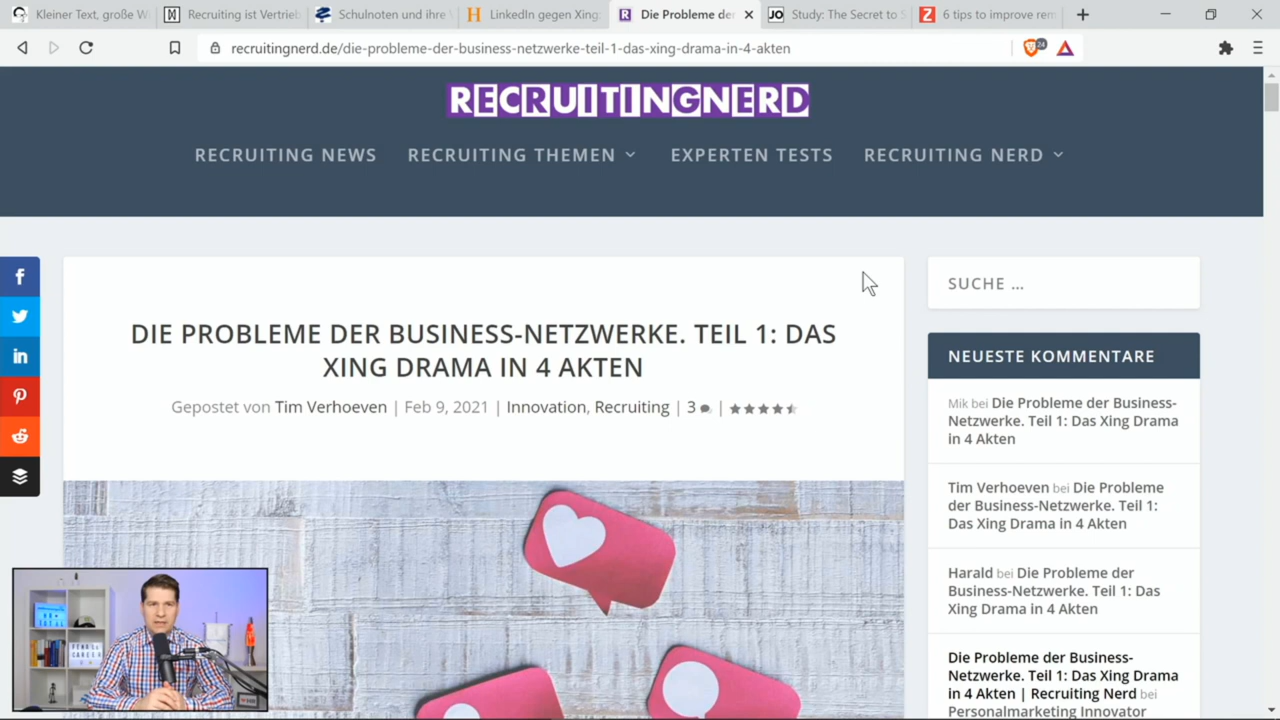 Kleiner Text, große Wi
Recruiting ist Vertrieb
Schulnoten und ihre
LinkedIn gegen Xing:
Die Probleme der
Study: The Secret to S
6 tips to improve rem
recruitingnerd.de/die-probleme-der-business-netzwerke-teil-1-das-xing-drama-in-4-akten
24
RECRUITINGNERD
RECRUITING NEWS
RECRUITING THEMEN
EXPERTEN TESTS
RECRUITING NERD
DIE PROBLEME DER BUSINESS-NETZWERKE. TEIL 1: DAS
XING DRAMA IN 4 AKTEN
Gepostet von Tim Verhoeven | Feb 9, 2021 | Innovation, Recruiting | 3
SUCHE …
NEUESTE KOMMENTARE
Mik bei Die Probleme der Business-
Netzwerke. Teil 1: Das Xing Drama
in 4 Akten
Tim Verhoeven bei Die Probleme
der Business-Netzwerke. Teil 1:
Das Xing Drama in 4 Akten
Harald bei Die Probleme der
Business-Netzwerke. Teil 1: Das
Xing Drama in 4 Akten
Die Probleme der Business-
Netzwerke. Teil 1: Das Xing Drama
in 4 Akten | Recruiting Nerd bei
Personalmarketing Innovator